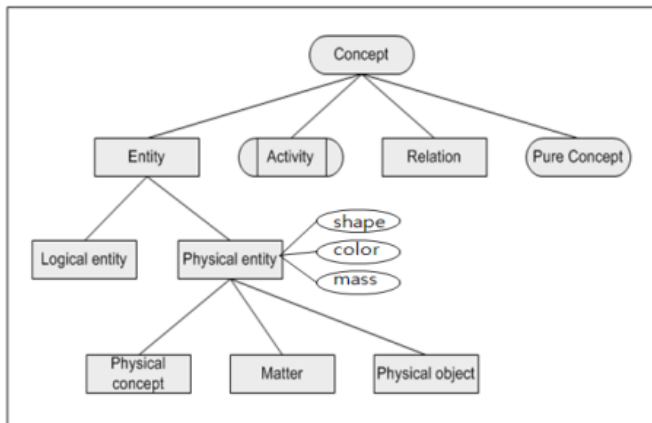 Concept
Entity
Activity
Relation
Pure Concept
shape
color
mass
Logical entity
Physical entity
Physical
concept
Matter
Physical object